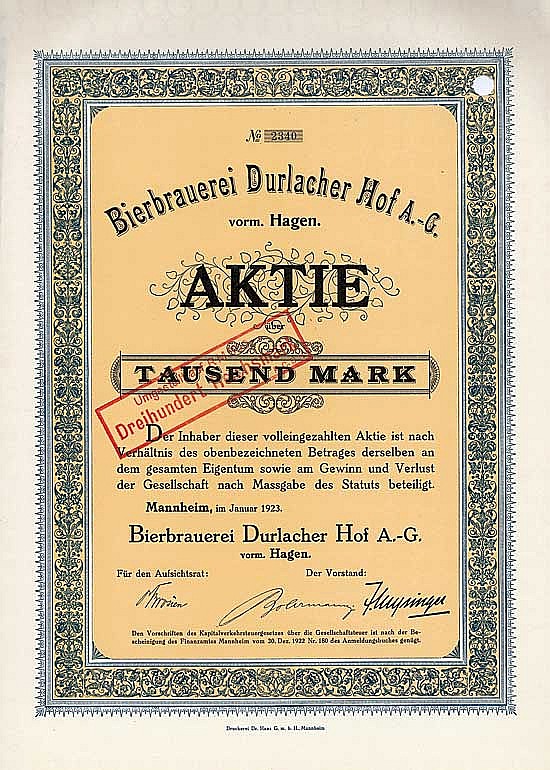 No 2340
Bierbrauerei Durlacher Hof A.-G.
vorm. Hagen.
AKTIE
über
TAUSEND MARK
Dreihundert
Der Inhaber dieser volleingezahlten Aktie ist nach
Verhältnis des obenbezeichneten Betrages derselben an
dem gesamten Eigentum sowie am Gewinn und Verlust
der Gesellschaft nach Massgabe des Statuts beteiligt.
Mannheim, im Januar 1923.
Bierbrauerei Durlacher Hof A.-G.
vorm. Hagen.
Für den Aufsichtsrat: Der Vorstand:
Den Vorschriften des Kapitalverkehrsteuergesetzes über die Gesellschaftsteuer ist nach der Be-
scheinigung des Finanzamtes Mannheim vom 30. Dez. 1922 Nr. 180 des Anmeldungsbuches genügt.
Druckerei Dr. Haas G. m. b. H., Mannheim